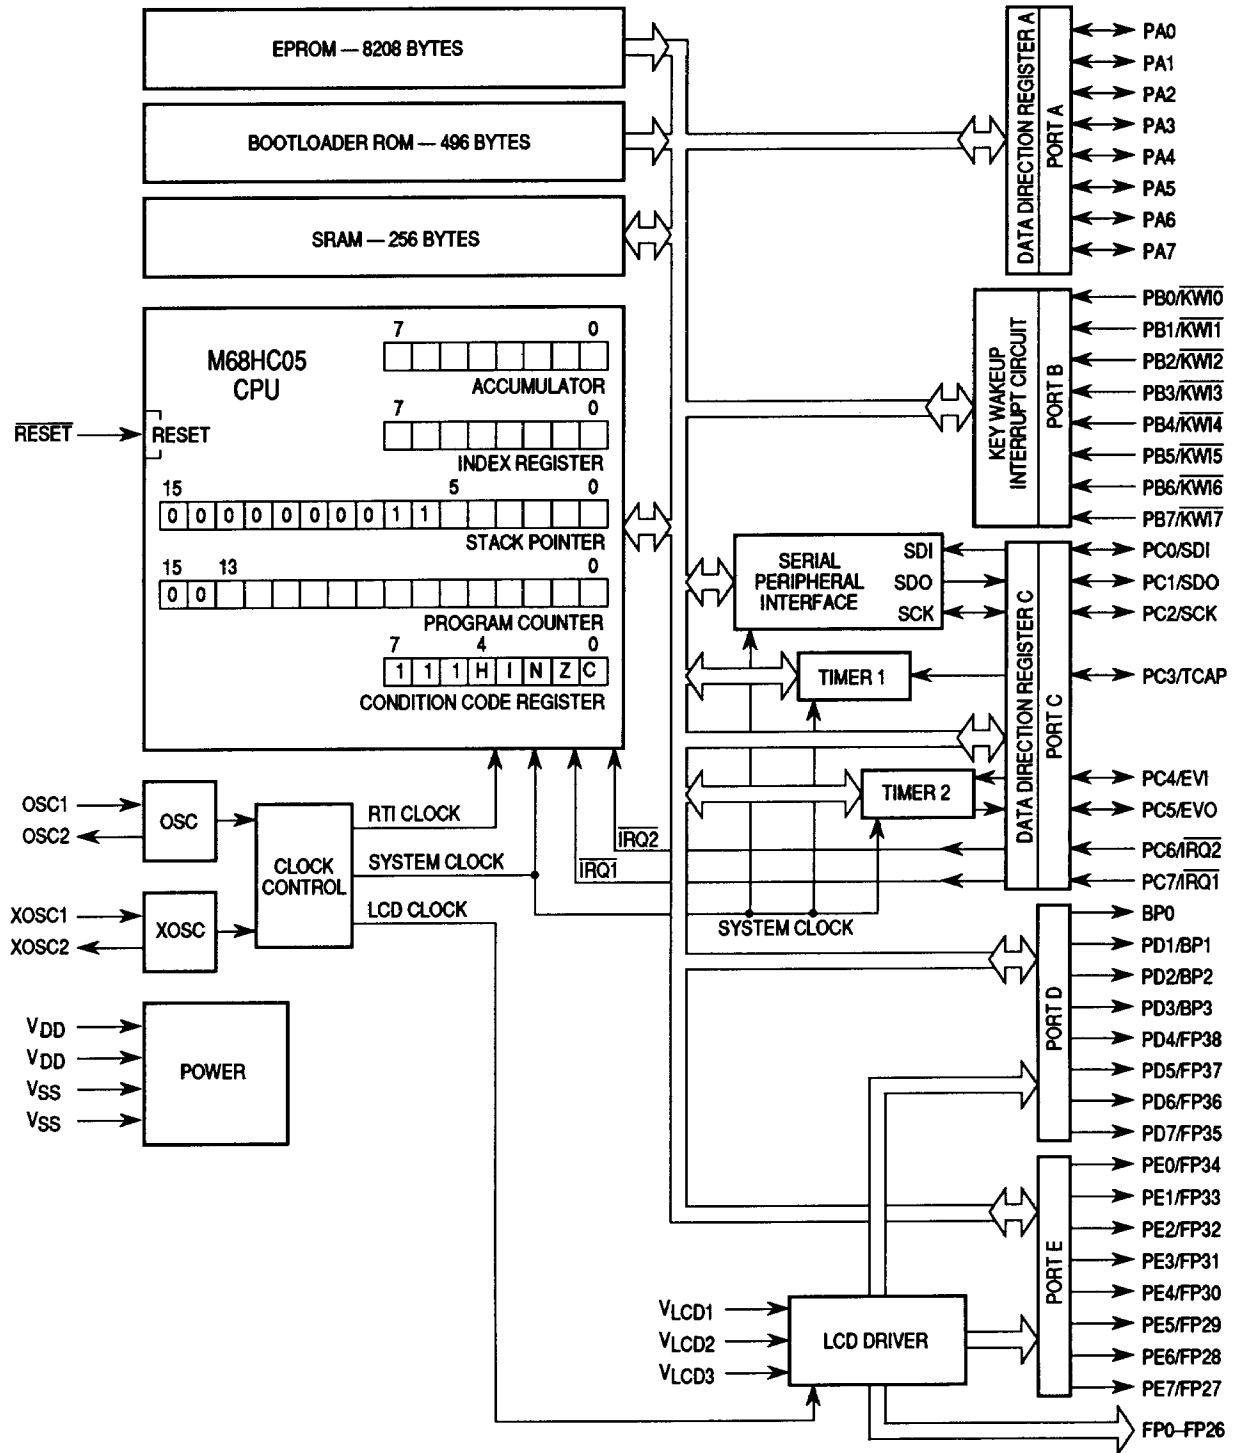 EPROM — 8208 BYTES
BOOTLOADER ROM — 496 BYTES
SRAM — 256 BYTES
M68HC05
CPU
7 0
ACCUMULATOR
7 0
INDEX REGISTER
RESET
RESET
15 5 0
0 0 0 0 0 0 0 0 1 1
STACK POINTER
15 13 0
0 0
PROGRAM COUNTER
7 4 0
1 1 1 H I N Z C
CONDITION CODE REGISTER
OSC1
OSC2
OSC
XOSC1
XOSC2
XOSC
CLOCK
CONTROL
RTI CLOCK
SYSTEM CLOCK
LCD CLOCK
IRQ2
IRQ1
SYSTEM CLOCK
VDD
VDD
VSS
VSS
POWER
DATA DIRECTION REGISTER A
PORT A
PA0
PA1
PA2
PA3
PA4
PA5
PA6
PA7
KEY WAKEUP
INTERRUPT CIRCUIT
PORT B
PB0/KWI0
PB1/KWI1
PB2/KWI2
PB3/KWI3
PB4/KWI4
PB5/KWI5
PB6/KWI6
PB7/KWI7
SERIAL
PERIPHERAL
INTERFACE
SDI
SDO
SCK
TIMER 1
TIMER 2
DATA DIRECTION REGISTER C
PORT C
PC0/SDI
PC1/SDO
PC2/SCK
PC3/TCAP
PC4/EVI
PC5/EVO
PC6/IRQ2
PC7/IRQ1
PORT D
BP0
PD1/BP1
PD2/BP2
PD3/BP3
PD4/FP38
PD5/FP37
PD6/FP36
PD7/FP35
PORT E
PE0/FP34
PE1/FP33
PE2/FP32
PE3/FP31
PE4/FP30
PE5/FP29
PE6/FP28
PE7/FP27
VLCD1
VLCD2
VLCD3
LCD DRIVER
FP0–FP26